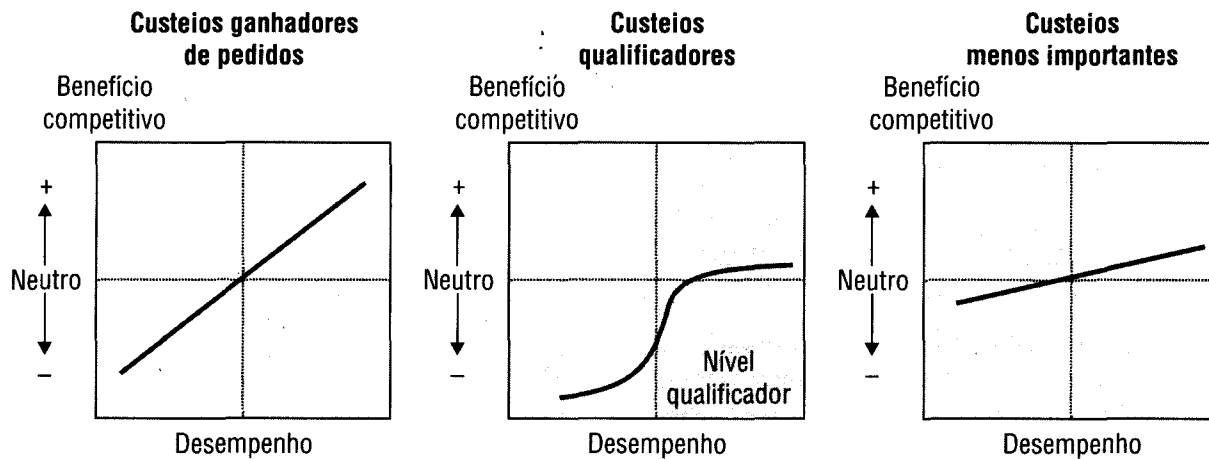 Custeios ganhadores
de pedidos
Benefício
competitivo
+
Neutro
–
Desempenho
Custeios
qualificadores
Benefício
competitivo
+
Neutro
–
Nível
qualificador
Desempenho
Custeios
menos importantes
Benefício
competitivo
+
Neutro
–
Desempenho